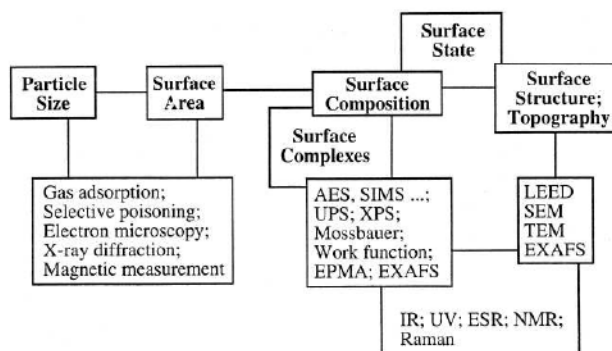 Surface
State
Particle
Size
Surface
Area
Surface
Composition
Surface
Structure;
Topography
Surface
Complexes
Gas adsorption;
Selective poisoning;
Electron microscopy;
X-ray diffraction;
Magnetic measurement
AES, SIMS ...;
UPS; XPS;
Mossbauer;
Work function;
EPMA; EXAFS
LEED
SEM
TEM
EXAFS
IR; UV; ESR; NMR;
Raman